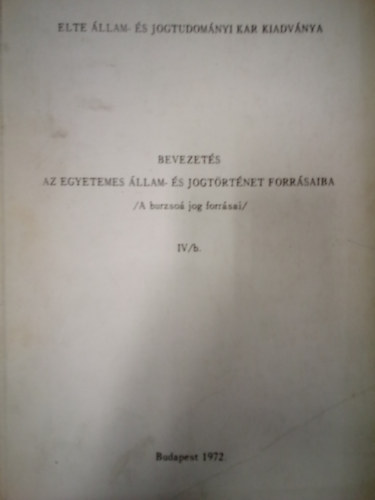 ELTE ÁLLAM- ÉS JOGTUDOMÁNYI KAR KIADVÁNYA
BEVEZETÉS
AZ EGYETEMES ÁLLAM- ÉS JOGTÖRTÉNET FORRÁSAIBA
/A burzsoá jog forrásai/
IV/b.
Budapest 1972